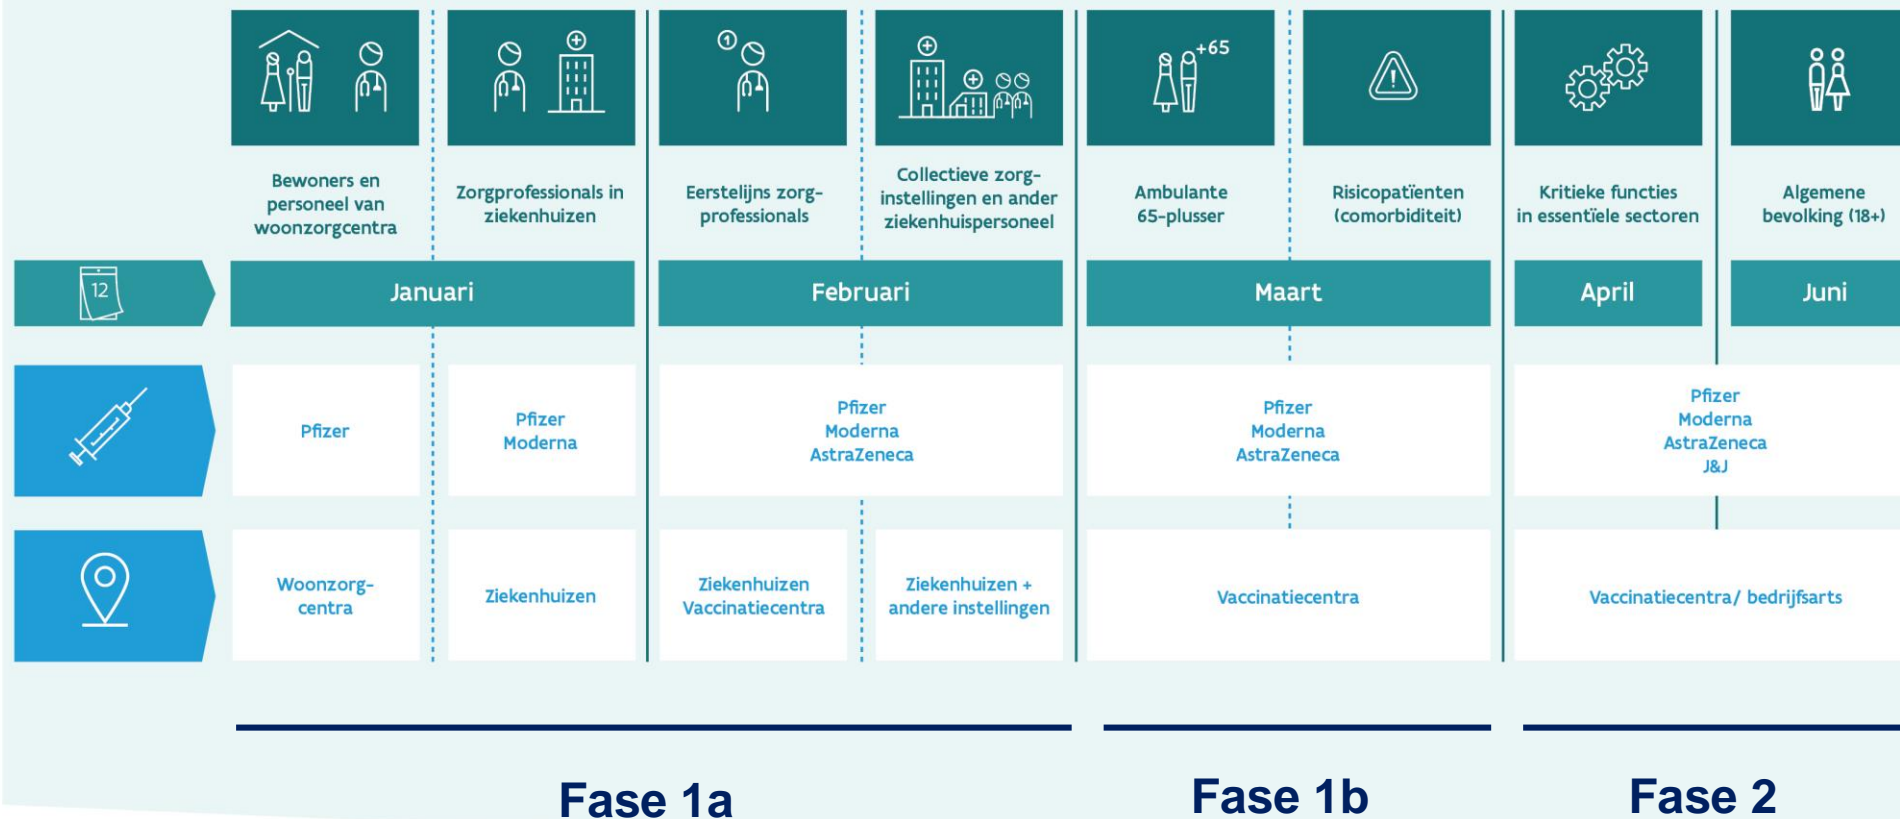 +65
1
Bewoners en
personeel van
woonzorgcentra
Zorgprofessionals in
ziekenhuizen
Eerstelijns zorg-
professionals
Collectieve zorg-
instellingen en ander
ziekenhuispersoneel
Ambulante
65-plusser
Risicopatïenten
(comorbiditeit)
Kritieke functies
in essentïele sectoren
Algemene
bevolking (18+)
12
Januari
Februari
Maart
April
Juni
Pfizer
Pfizer
Moderna
Pfizer
Moderna
AstraZeneca
Pfizer
Moderna
AstraZeneca
Pfizer
Moderna
AstraZeneca
J&J
Woonzorg-
centra
Ziekenhuizen
Ziekenhuizen
Vaccinatiecentra
Ziekenhuizen +
andere instellingen
Vaccinatiecentra
Vaccinatiecentra/ bedrijfsarts
Fase 1a
Fase 1b
Fase 2